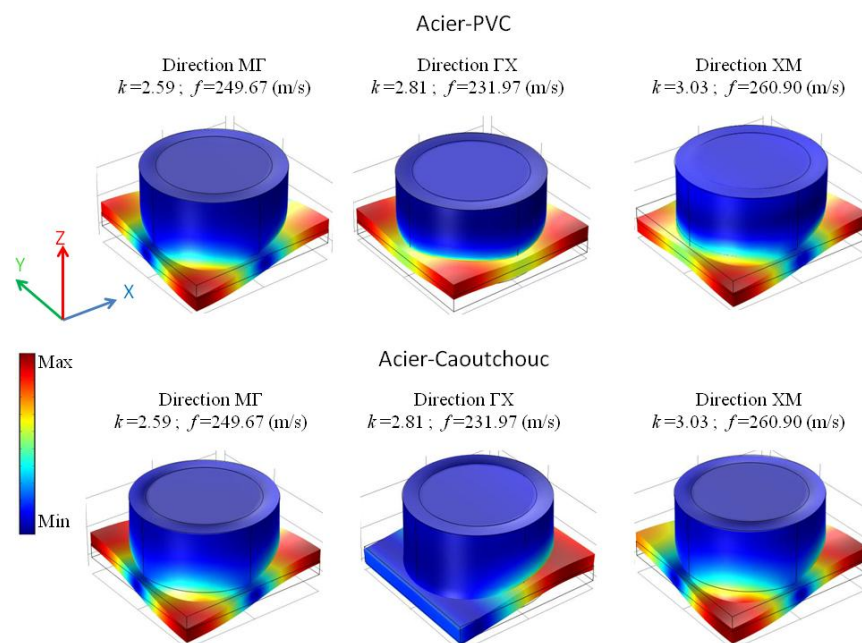 Acier-PVC
Direction MΓ Direction ΓX Direction XM
k=2.59 ; f=249.67 (m/s) k=2.81 ; f=231.97 (m/s) k=3.03 ; f=260.90 (m/s)
Z
Y
X
Acier-Caoutchouc
Max
Direction MΓ Direction ΓX Direction XM
k=2.59 ; f=249.67 (m/s) k=2.81 ; f=231.97 (m/s) k=3.03 ; f=260.90 (m/s)
Min